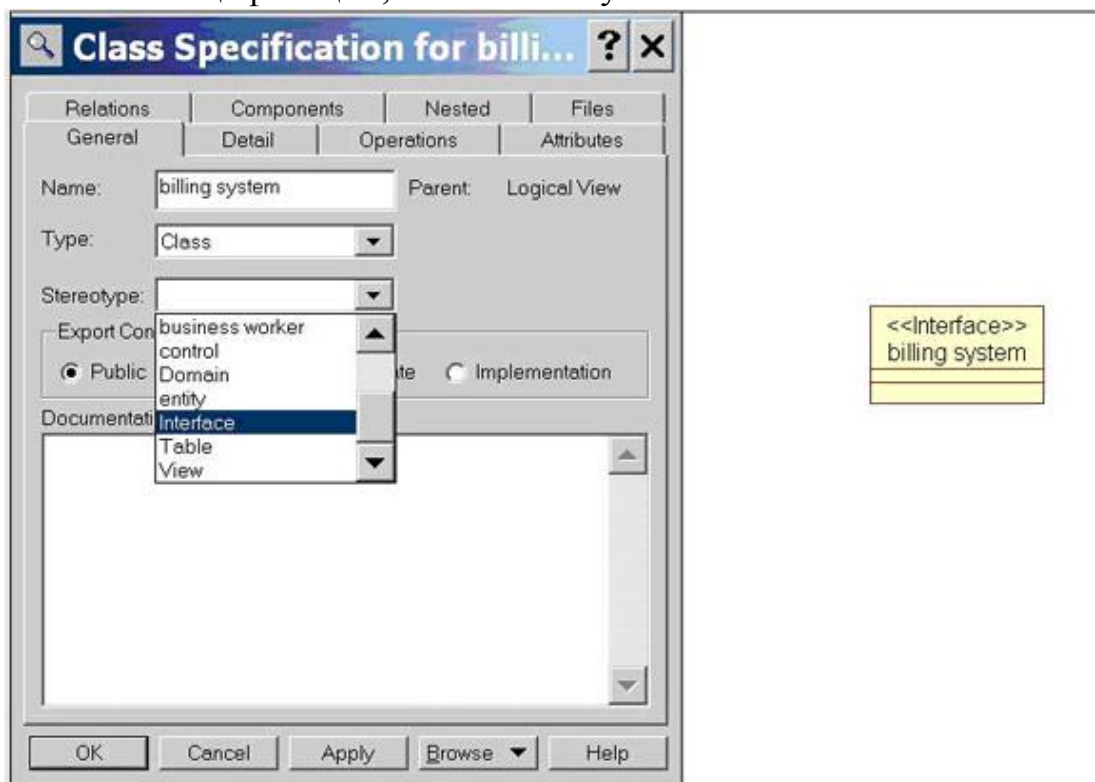 Class Specification for billi...
Relations Components Nested Files
General Detail Operations Attributes
Name: billing system Parent: Logical View
Type: Class
Stereotype:
business worker
control
Domain
entity
Interface
Table
View
Export Con
Public te Implementation
Documentati
OK Cancel Apply Browse Help
<<Interface>>
billing system